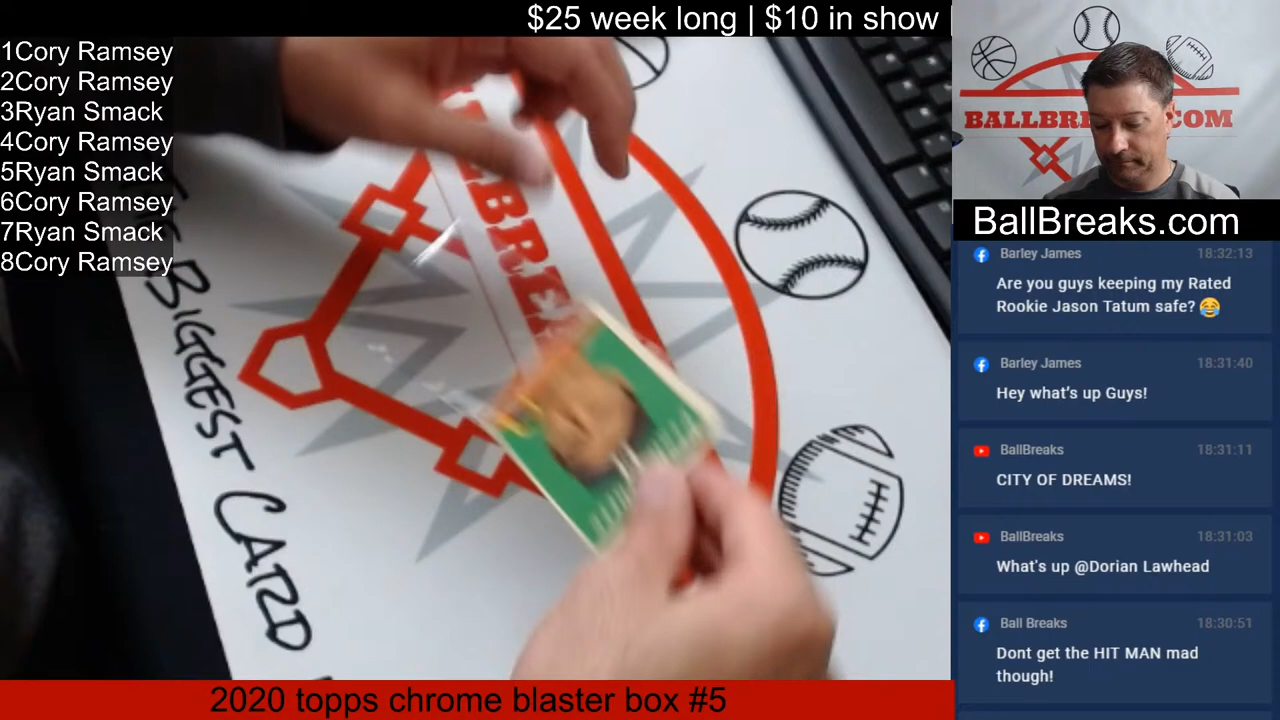 $25 week long | $10 in show |
1Cory Ramsey
2Cory Ramsey
3Ryan Smack
4Cory Ramsey
5Ryan Smack
6Cory Ramsey
7Ryan Smack
8Cory Ramsey
BIGGEST CARD
BALLBRE .COM
BallBreaks.com
Barley James 18:32:13
Are you guys keeping my Rated
Rookie Jason Tatum safe? 😂
Barley James 18:31:40
Hey what's up Guys!
BallBreaks 18:31:11
CITY OF DREAMS!
BallBreaks 18:31:03
What's up @Dorian Lawhead
Ball Breaks 18:30:51
Dont get the HIT MAN mad
though!
2020 topps chrome blaster box #5